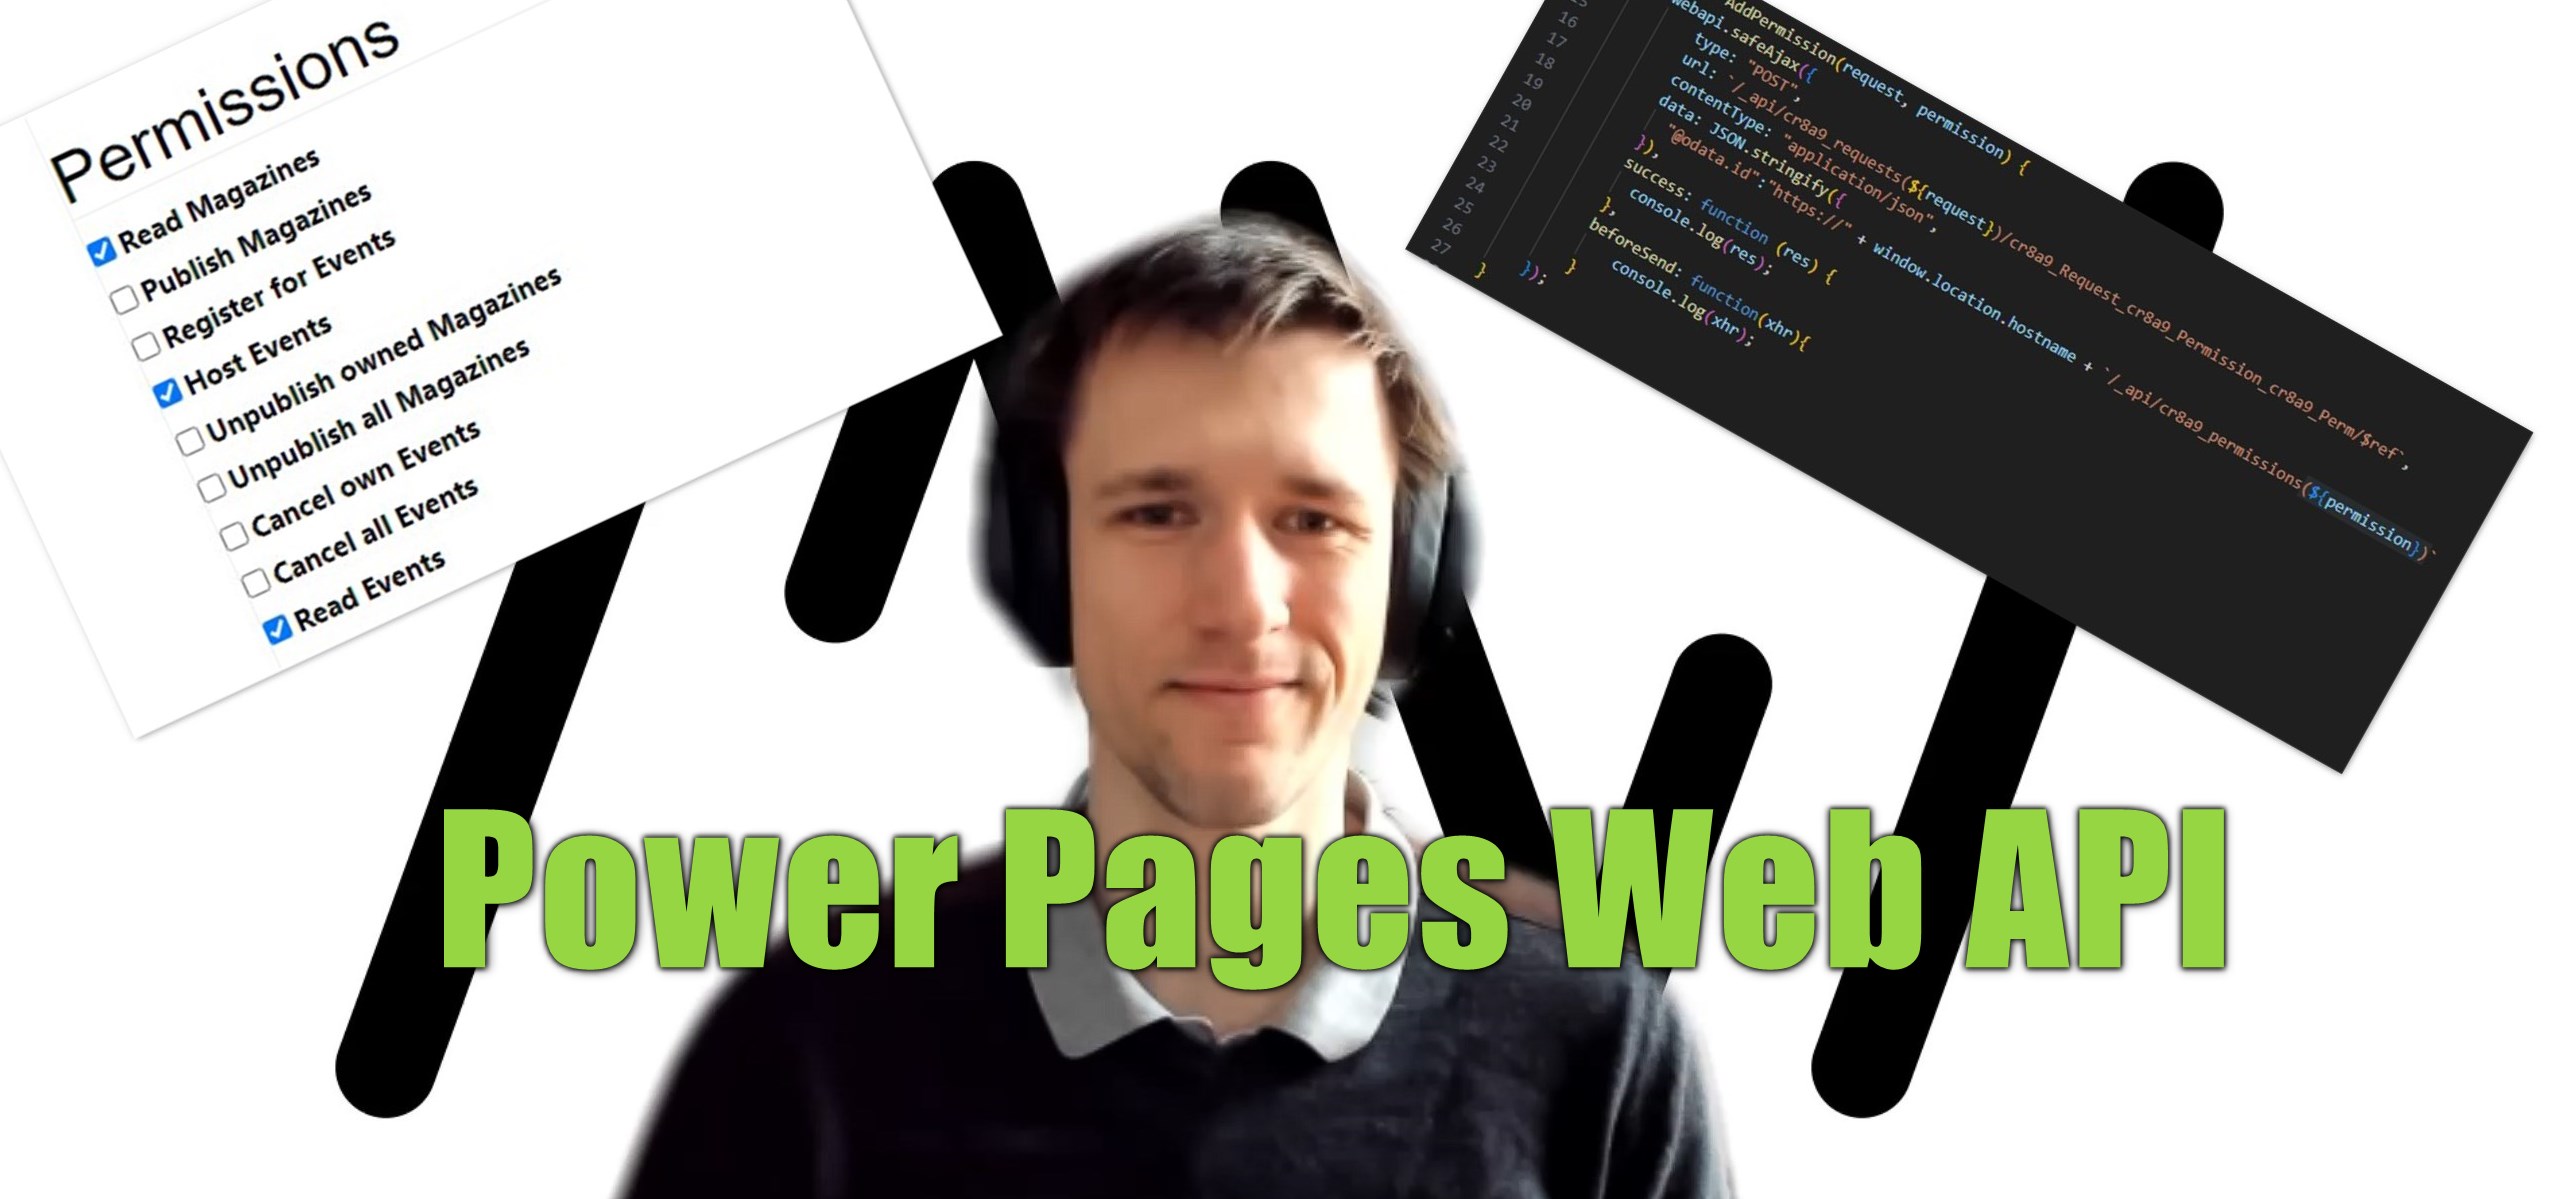 Permissions
Read Magazines
Publish Magazines
Register for Events
Host Events
Unpublish owned Magazines
Unpublish all Magazines
Cancel own Events
Cancel all Events
Read Events
16
17
18
19
20
21
22
23
24
25
26
27
AddPermission(request, permission) {
webapi.safeAjax({
type: "POST",
url: `/_api/cr8a9_requests(${request})/cr8a9_Request_cr8a9_Permission_cr8a9_Perm/$ref`,
contentType: "application/json",
data: JSON.stringify({
"@odata.id":"https://" + window.location.hostname + `/_api/cr8a9_permissions(${permission})`
}),
success: function (res) {
console.log(res);
},
beforeSend: function(xhr){
console.log(xhr);
}
});
}
Power Pages Web API